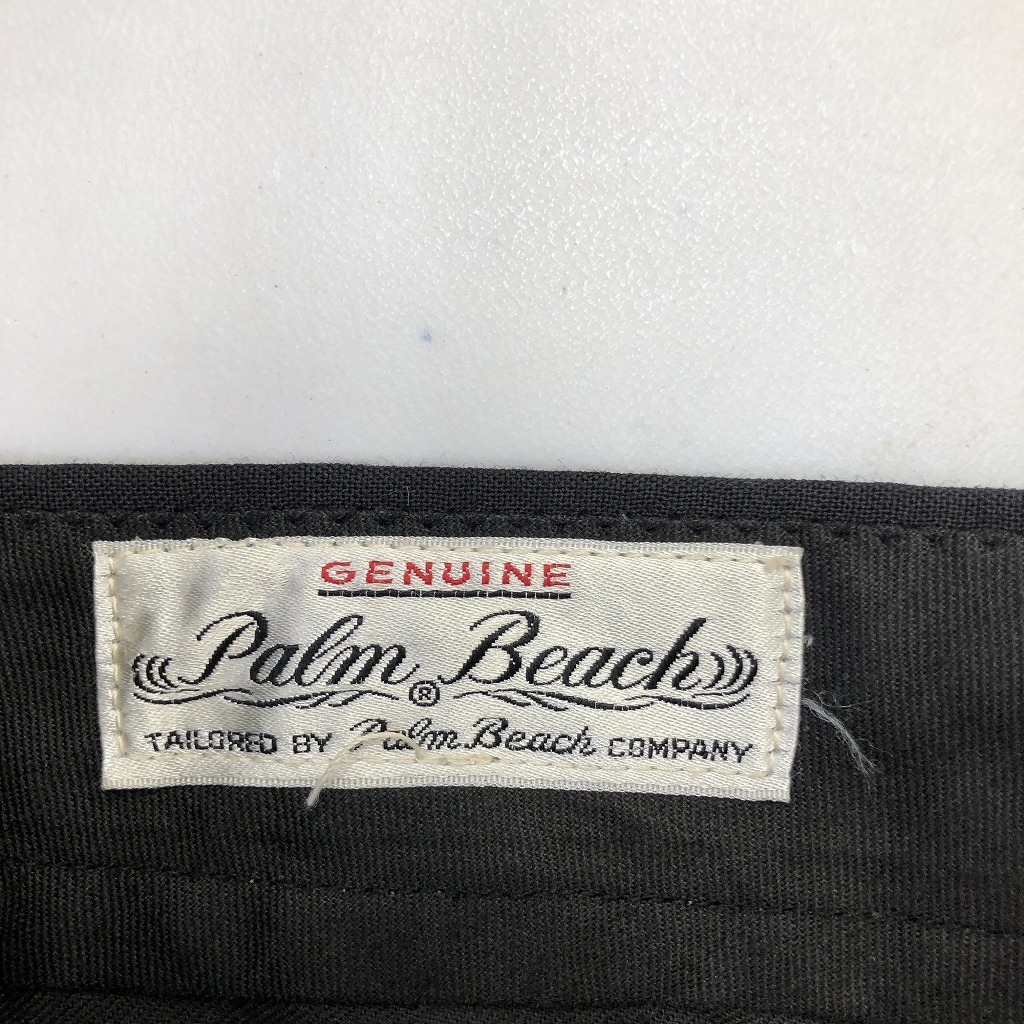 GENUINE
Palm Beach
®
TAILORED BY Palm Beach COMPANY